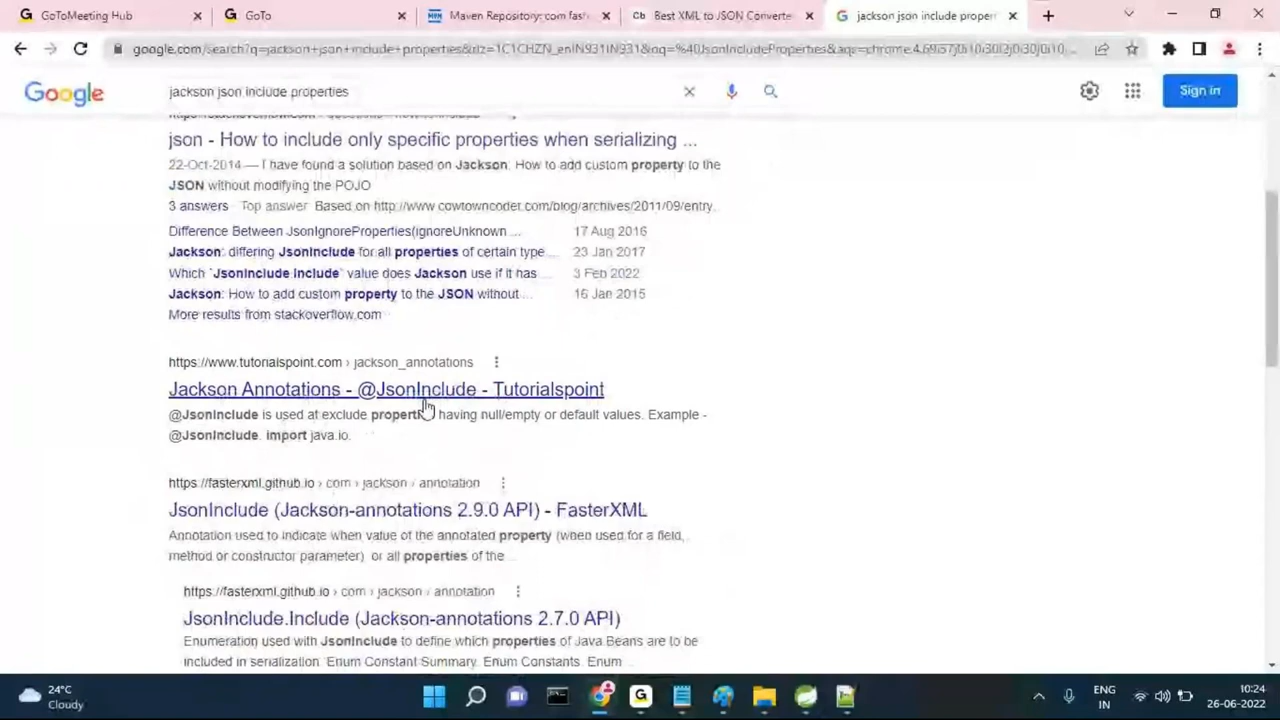 GoToMeeting Hub
GoTo
Maven Repository: com.fast
Best XML to JSON Converte
jackson json include propert
google.com/search?q=jackson+json+include+properties&rlz=1C1CHZN_enIN931IN931&oq=%40JsonIncludeProperties&aqs=chrome.4.69i57j0i10i30j0i30j0i10...
Google
jackson json include properties
Sign in
json - How to include only specific properties when serializing ...
22-Oct-2014 — I have found a solution based on Jackson: How to add custom property to the
JSON without modifying the POJO
3 answers · Top answer: Based on http://www.cowtowncoder.com/blog/archives/2011/09/entry.
Difference Between JsonIgnoreProperties(ignoreUnknown ... 17 Aug 2016
Jackson: differing JsonInclude for all properties of certain type... 23 Jan 2017
Which `JsonInclude Include` value does Jackson use if it has ... 3 Feb 2022
Jackson: How to add custom property to the JSON without ... 16 Jan 2015
More results from stackoverflow.com
https://www.tutorialspoint.com › jackson_annotations
Jackson Annotations - @JsonInclude - Tutorialspoint
@JsonInclude is used at exclude having null/empty or default values. Example -
@JsonInclude. import java.io.
https://fasterxml.github.io › com › jackson › annotation
JsonInclude (Jackson-annotations 2.9.0 API) - FasterXML
Annotation used to indicate when value of the annotated property (when used for a field,
method or constructor parameter) or all properties of the
https://fasterxml.github.io › com › jackson › annotation
JsonInclude.Include (Jackson-annotations 2.7.0 API)
Enumeration used with JsonInclude to define which properties of Java Beans are to be
included in serialization. Enum Constant Summary. Enum Constants. Enum ...
24°C
Cloudy
ENG
IN
10:24
26-06-2022